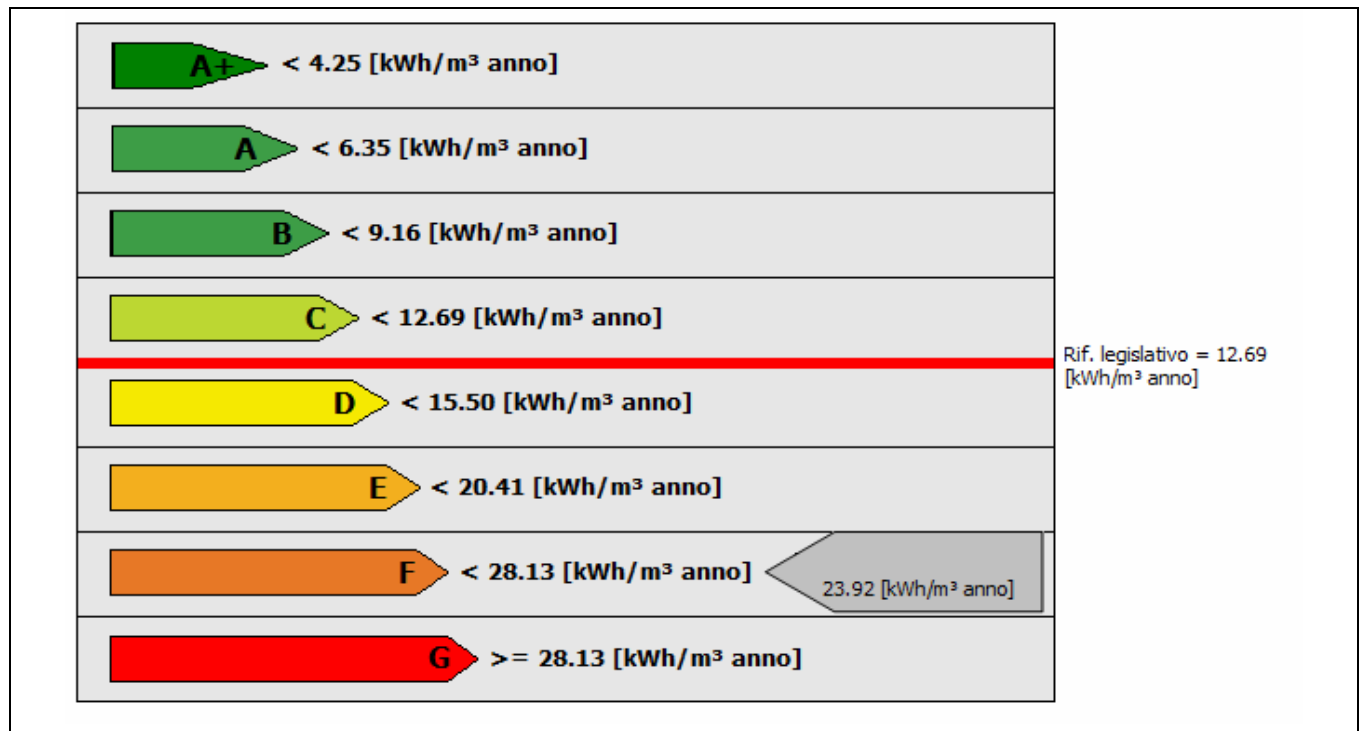 A+ < 4.25 [kWh/m³ anno]
A < 6.35 [kWh/m³ anno]
B < 9.16 [kWh/m³ anno]
C < 12.69 [kWh/m³ anno]
Rif. legislativo = 12.69
[kWh/m³ anno]
D < 15.50 [kWh/m³ anno]
E < 20.41 [kWh/m³ anno]
F < 28.13 [kWh/m³ anno] 23.92 [kWh/m³ anno]
G >= 28.13 [kWh/m³ anno]